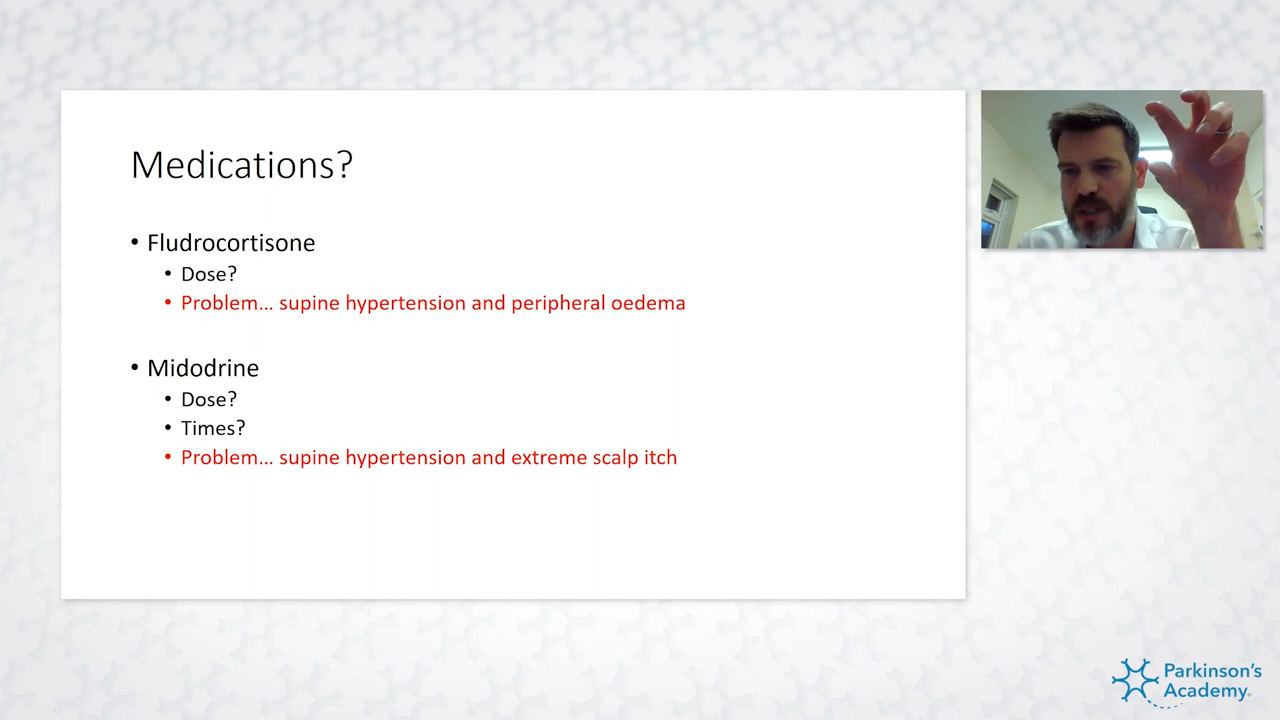 Medications?
• Fludrocortisone
• Dose?
• Problem... supine hypertension and peripheral oedema
• Midodrine
• Dose?
• Times?
• Problem... supine hypertension and extreme scalp itch
Parkinson's
Academy